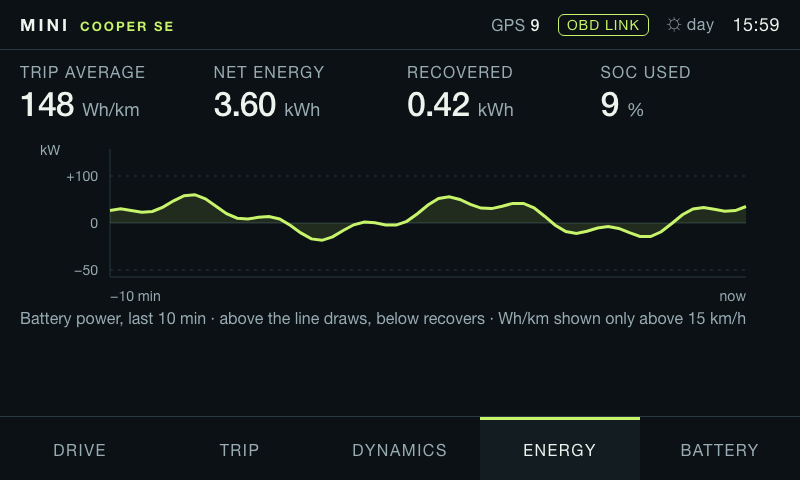 MINI COOPER SE GPS 9 OBD LINK day 15:59
TRIP AVERAGE NET ENERGY RECOVERED SOC USED
148 Wh/km 3.60 kWh 0.42 kWh 9 %
kW
+100
0
−50
−10 min now
Battery power, last 10 min · above the line draws, below recovers · Wh/km shown only above 15 km/h
DRIVE TRIP DYNAMICS ENERGY BATTERY